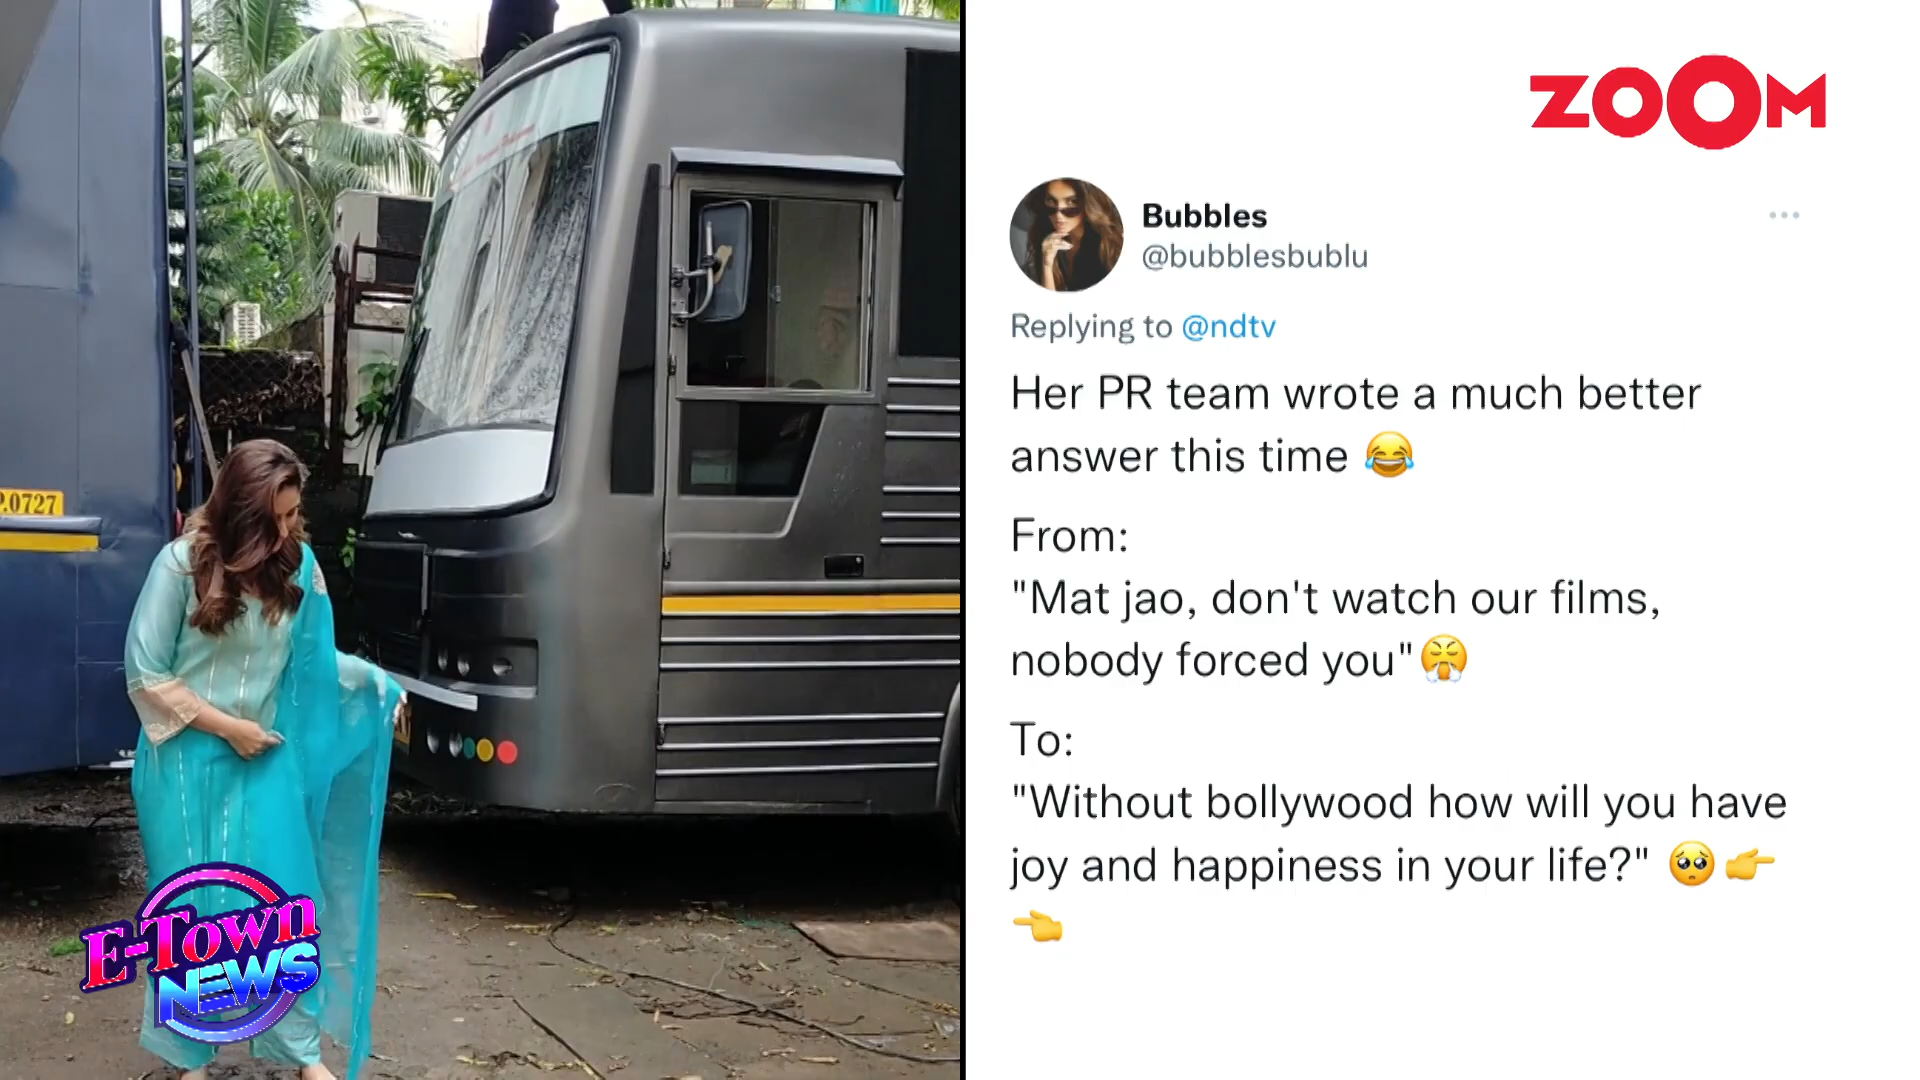 ZOOM
Bubbles
@bubblesbublu
Replying to @ndtv
Her PR team wrote a much better
answer this time 😂
From:
"Mat jao, don't watch our films,
nobody forced you"😤
To:
"Without bollywood how will you have
joy and happiness in your life?" 🥺👉
👈
0727
E-Town
NEWS